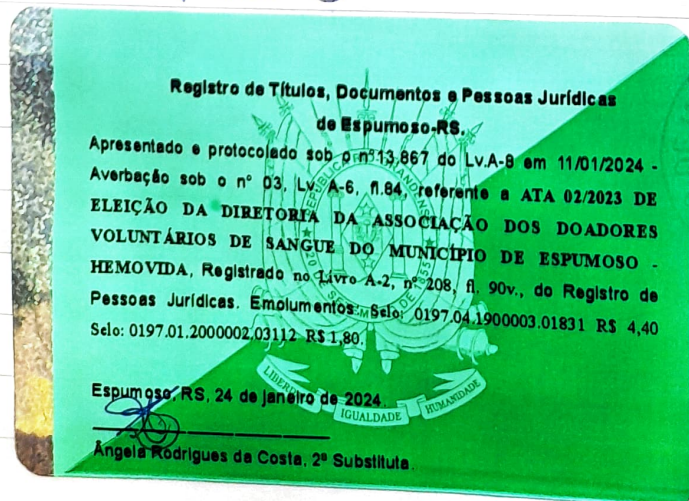 Registro de Títulos, Documentos e Pessoas Jurídicas
de Espumoso-RS.
Apresentado e protocolado sob o nº13.867 do Lv.A-8 em 11/01/2024 -
Averbação sob o nº 03, Lv. A-6, fl.84, referente a ATA 02/2023 DE
ELEIÇÃO DA DIRETORIA DA ASSOCIAÇÃO DOS DOADORES
VOLUNTÁRIOS DE SANGUE DO MUNICÍPIO DE ESPUMOSO -
HEMOVIDA, Registrado no Livro A-2, nº 208, fl. 90v., do Registro de
Pessoas Jurídicas. Emolumentos: Selo: 0197.04.1900003.01831 R$ 4,40
Selo: 0197.01.2000002.03112 R$ 1,80.
Espumoso, RS, 24 de janeiro de 2024.
LIBERDADE IGUALDADE HUMANIDADE
Ângela Rodrigues da Costa, 2ª Substituta.